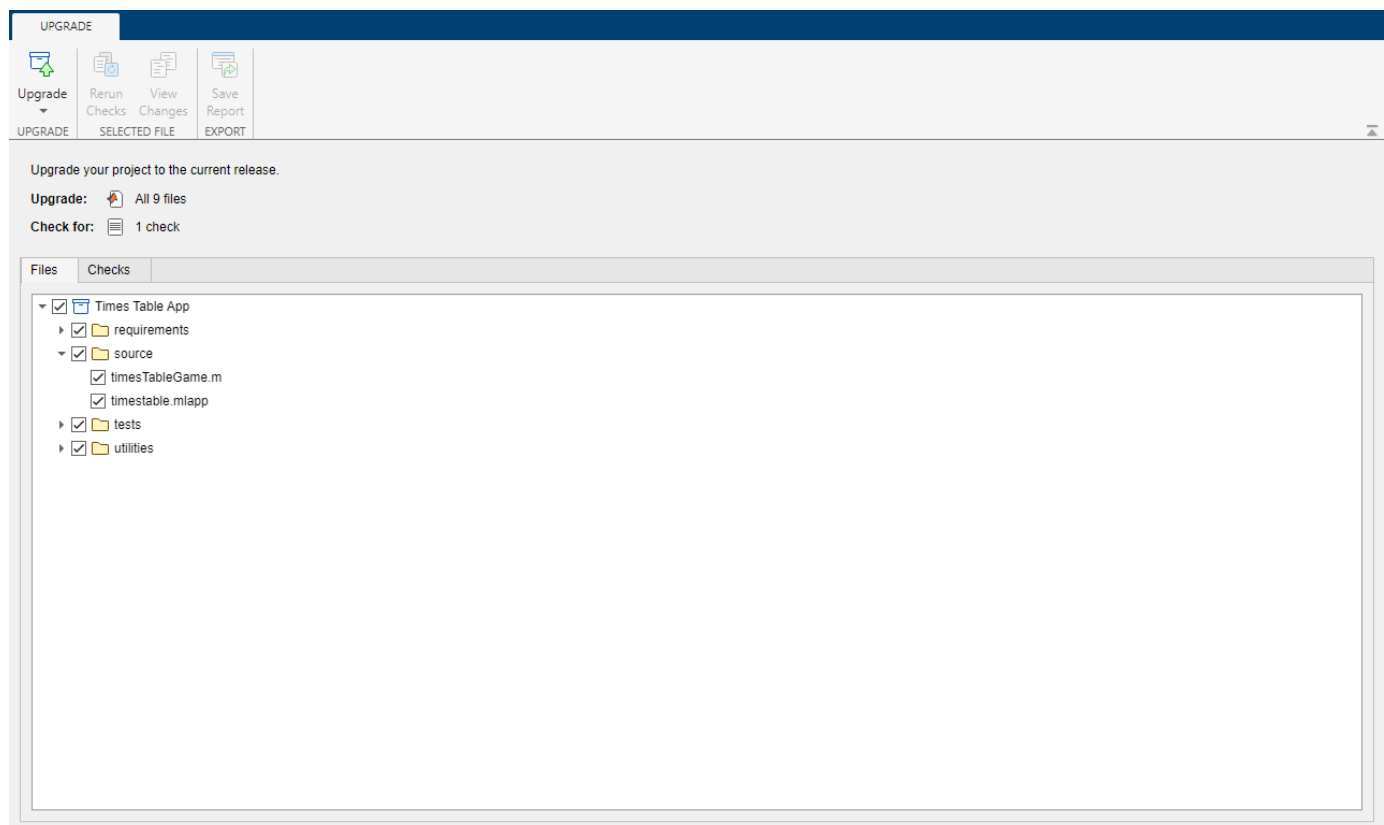 UPGRADE
Upgrade
Rerun Checks
View Changes
Save Report
UPGRADE
SELECTED FILE
EXPORT
Upgrade your project to the current release.
Upgrade: All 9 files
Check for: 1 check
Files Checks
Times Table App
requirements
source
timesTableGame.m
timestable.mlapp
tests
utilities